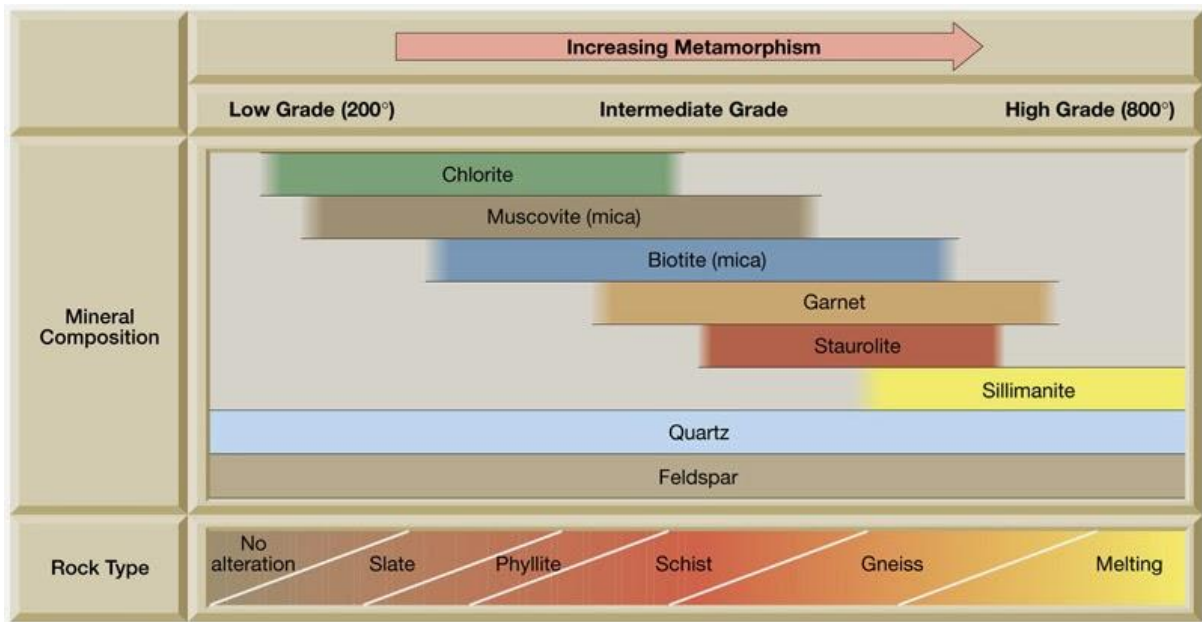 Increasing Metamorphism
Low Grade (200°) Intermediate Grade High Grade (800°)
Mineral
Composition
Chlorite
Muscovite (mica)
Biotite (mica)
Garnet
Staurolite
Sillimanite
Quartz
Feldspar
Rock Type
No
alteration Slate Phyllite Schist Gneiss Melting